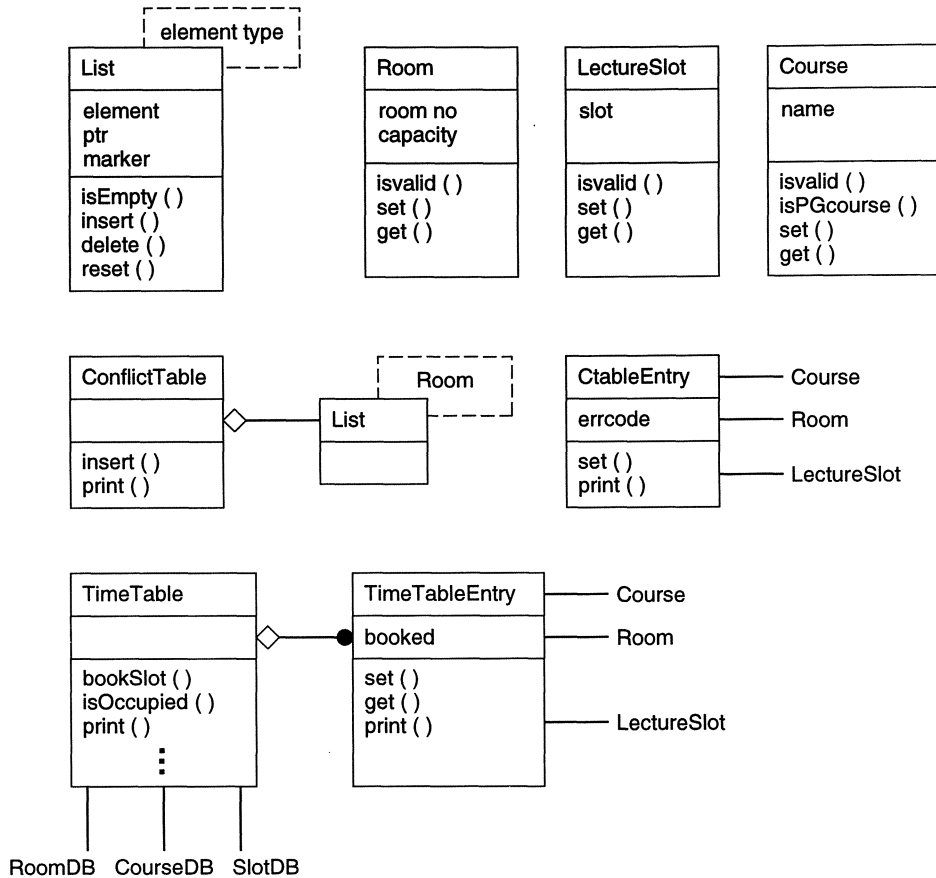 element type
List
element
ptr
marker
isEmpty ( )
insert ( )
delete ( )
reset ( )
Room
room no
capacity
isvalid ( )
set ( )
get ( )
LectureSlot
slot
isvalid ( )
set ( )
get ( )
Course
name
isvalid ( )
isPGcourse ( )
set ( )
get ( )
ConflictTable
insert ( )
print ( )
Room
List
CtableEntry
errcode
set ( )
print ( )
Course
Room
LectureSlot
TimeTable
bookSlot ( )
isOccupied ( )
print ( )
TimeTableEntry
booked
set ( )
get ( )
print ( )
Course
Room
LectureSlot
RoomDB CourseDB SlotDB